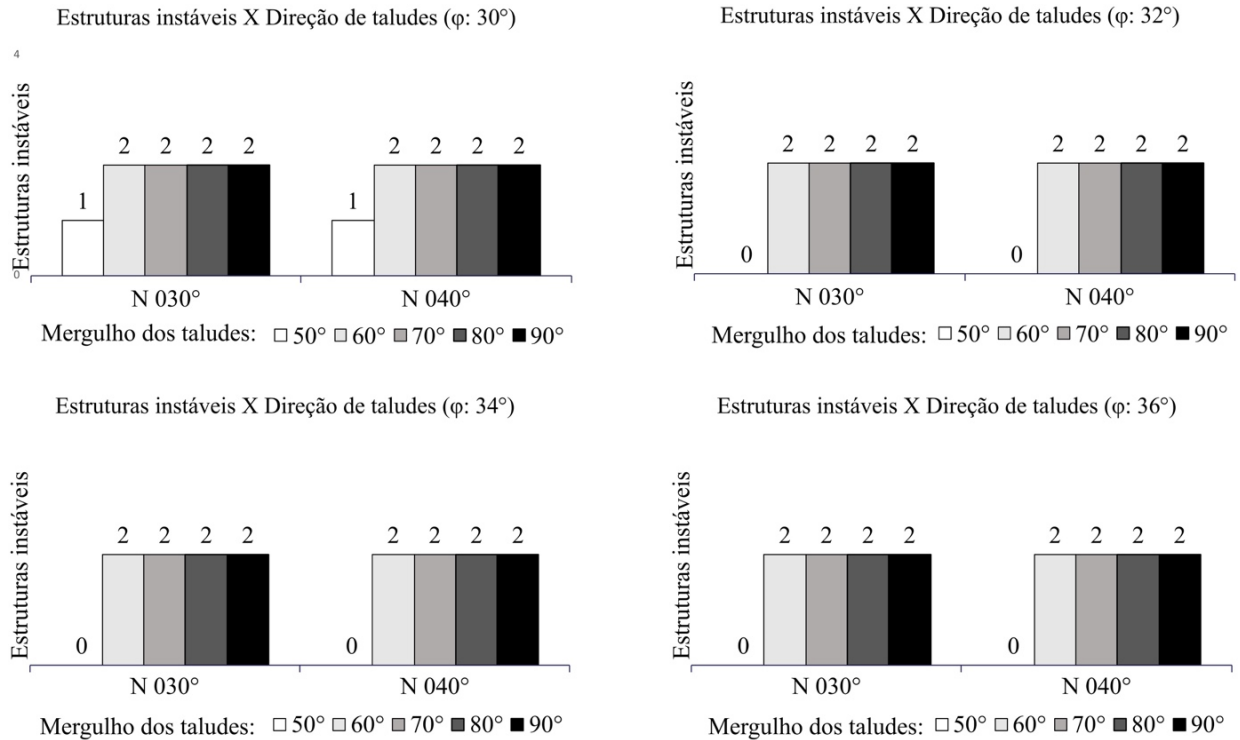 Estruturas instáveis X Direção de taludes (φ: 30°)
4
Estruturas instáveis
2 2 2 2 2 2 2 2
1 1
0
N 030° N 040°
Mergulho dos taludes: 50° 60° 70° 80° 90°
Estruturas instáveis X Direção de taludes (φ: 32°)
Estruturas instáveis
2 2 2 2 2 2 2 2
0 0
N 030° N 040°
Mergulho dos taludes: 50° 60° 70° 80° 90°
Estruturas instáveis X Direção de taludes (φ: 34°)
Estruturas instáveis
2 2 2 2 2 2 2 2
0 0
N 030° N 040°
Mergulho dos taludes: 50° 60° 70° 80° 90°
Estruturas instáveis X Direção de taludes (φ: 36°)
Estruturas instáveis
2 2 2 2 2 2 2 2
0 0
N 030° N 040°
Mergulho dos taludes: 50° 60° 70° 80° 90°